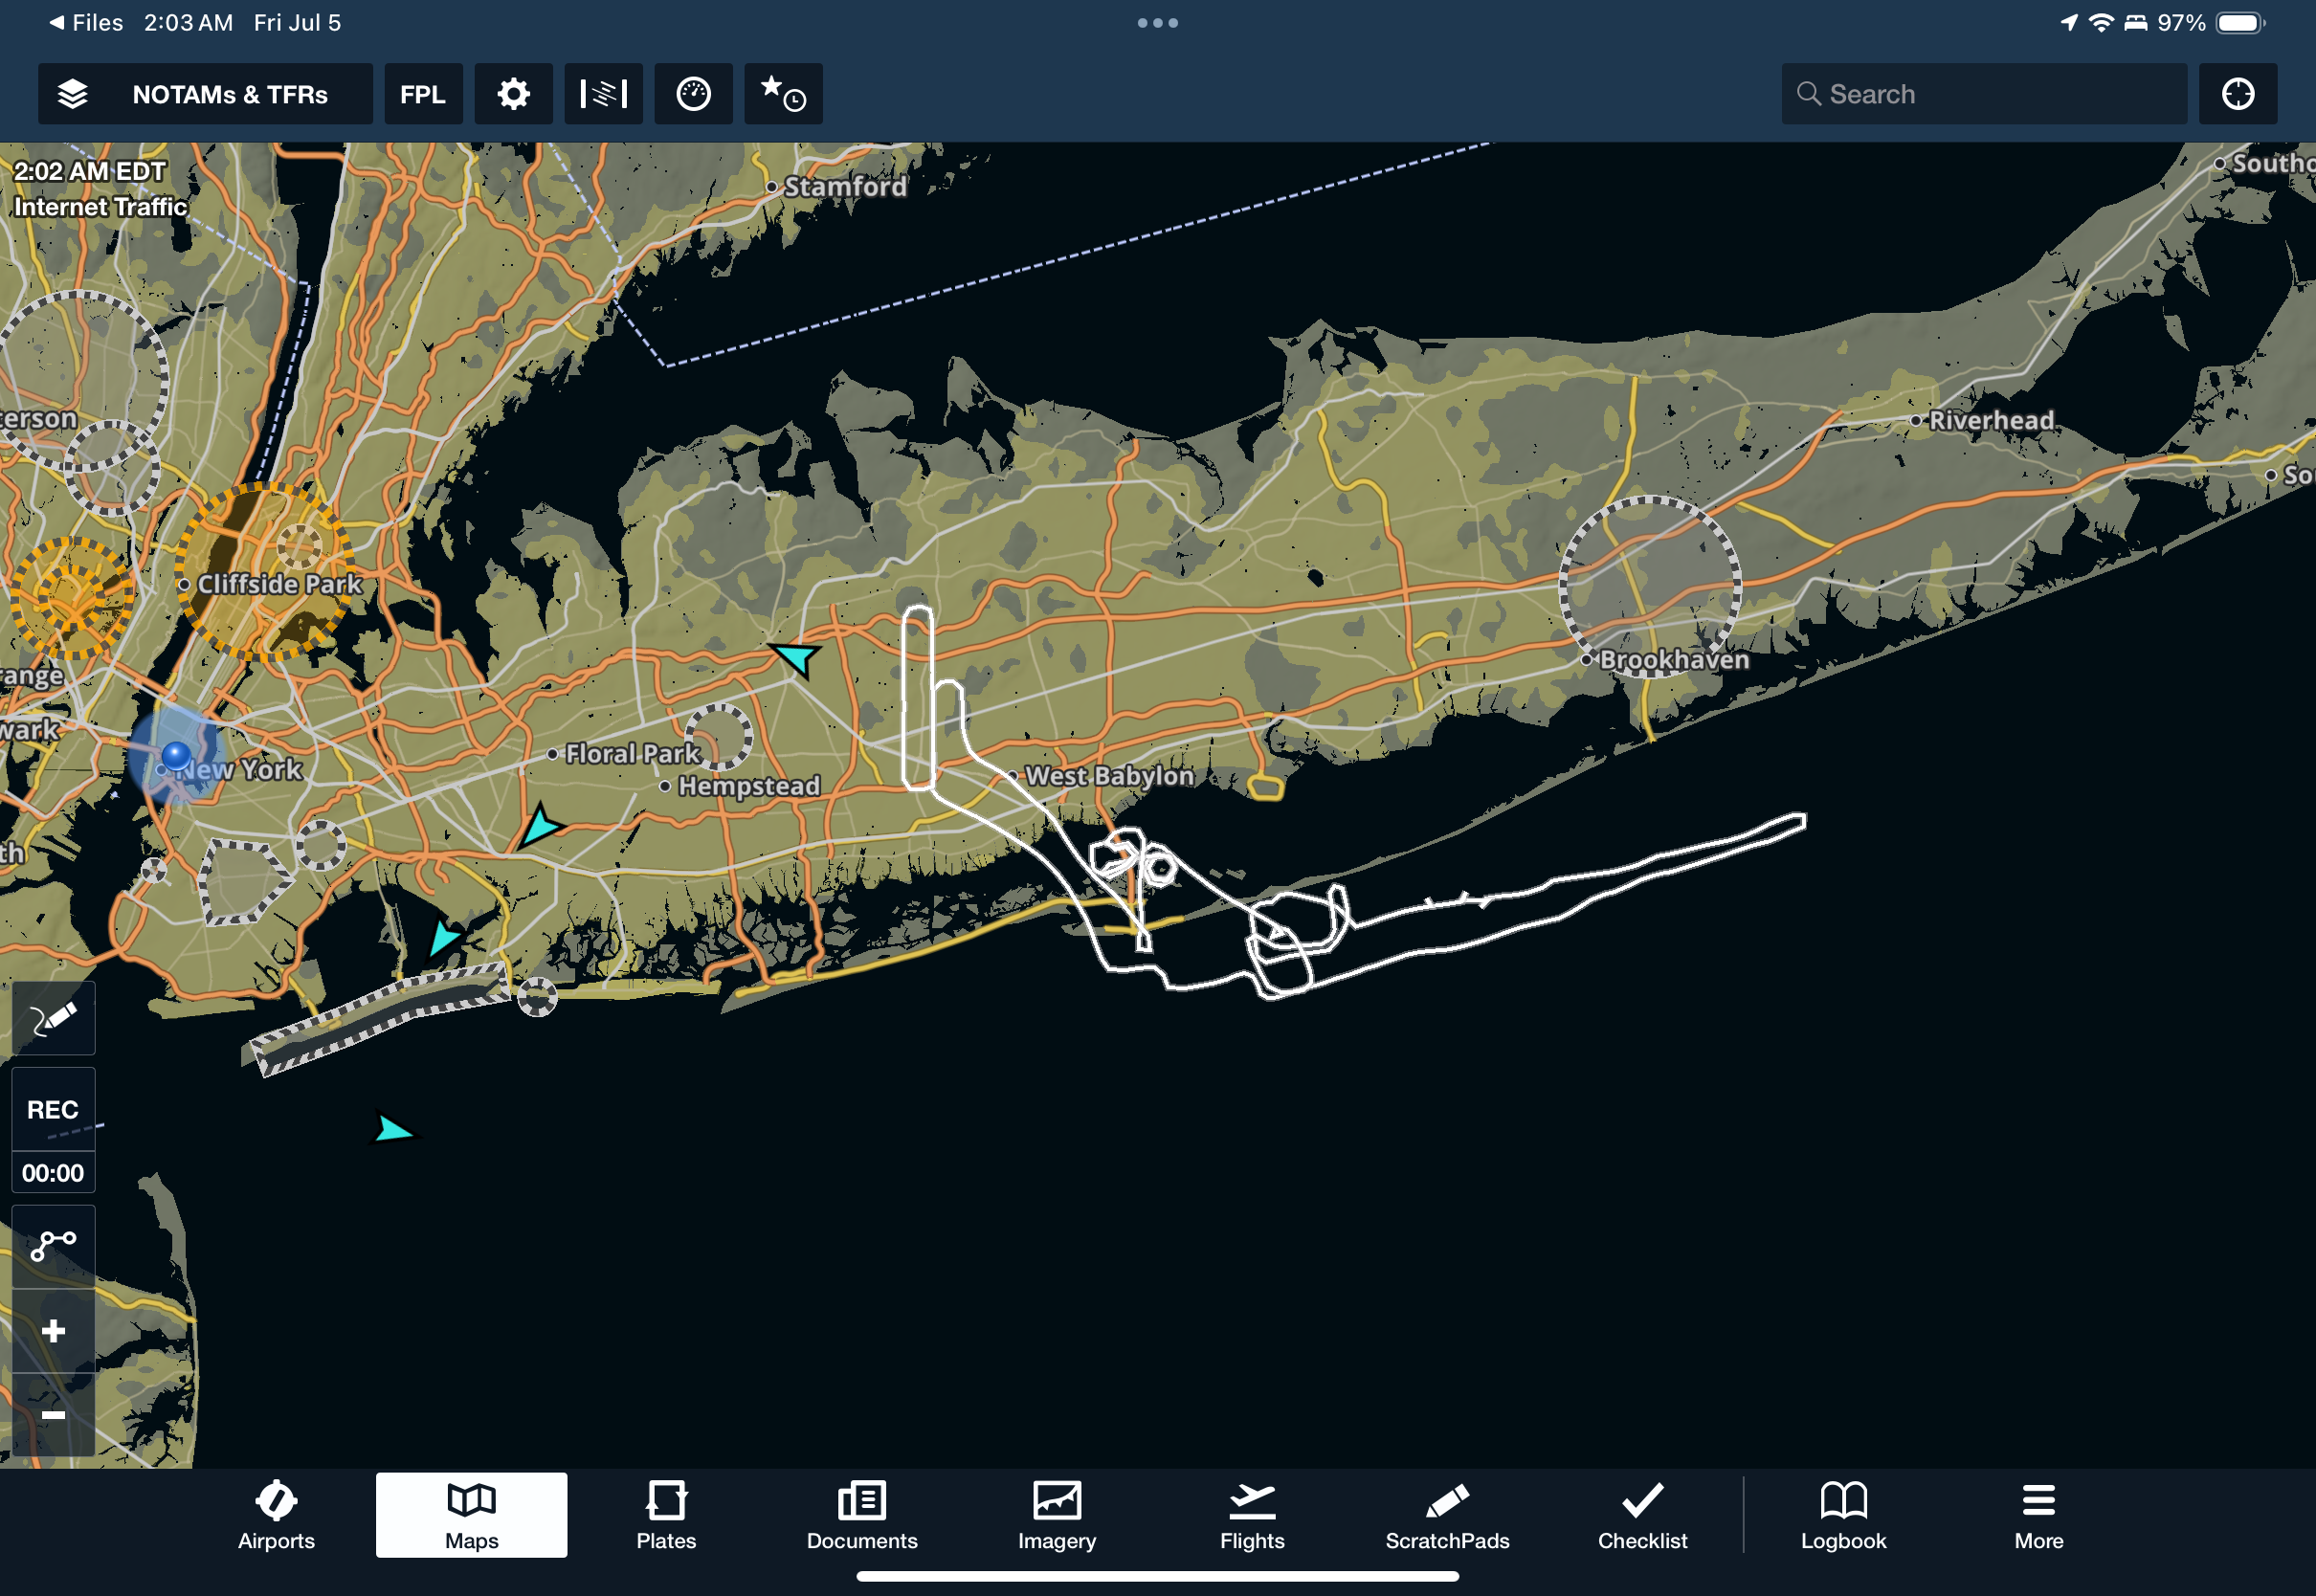 Files 2:03 AM Fri Jul 5
97%
NOTAMs & TFRs
FPL
Search
2:02 AM EDT
Internet Traffic
Stamford
Southo
erson
Riverhead
Sou
Cliffside Park
range
Brookhaven
wark
Floral Park
New York
Hempstead
West Babylon
th
REC
00:00
Airports
Maps
Plates
Documents
Imagery
Flights
ScratchPads
Checklist
Logbook
More